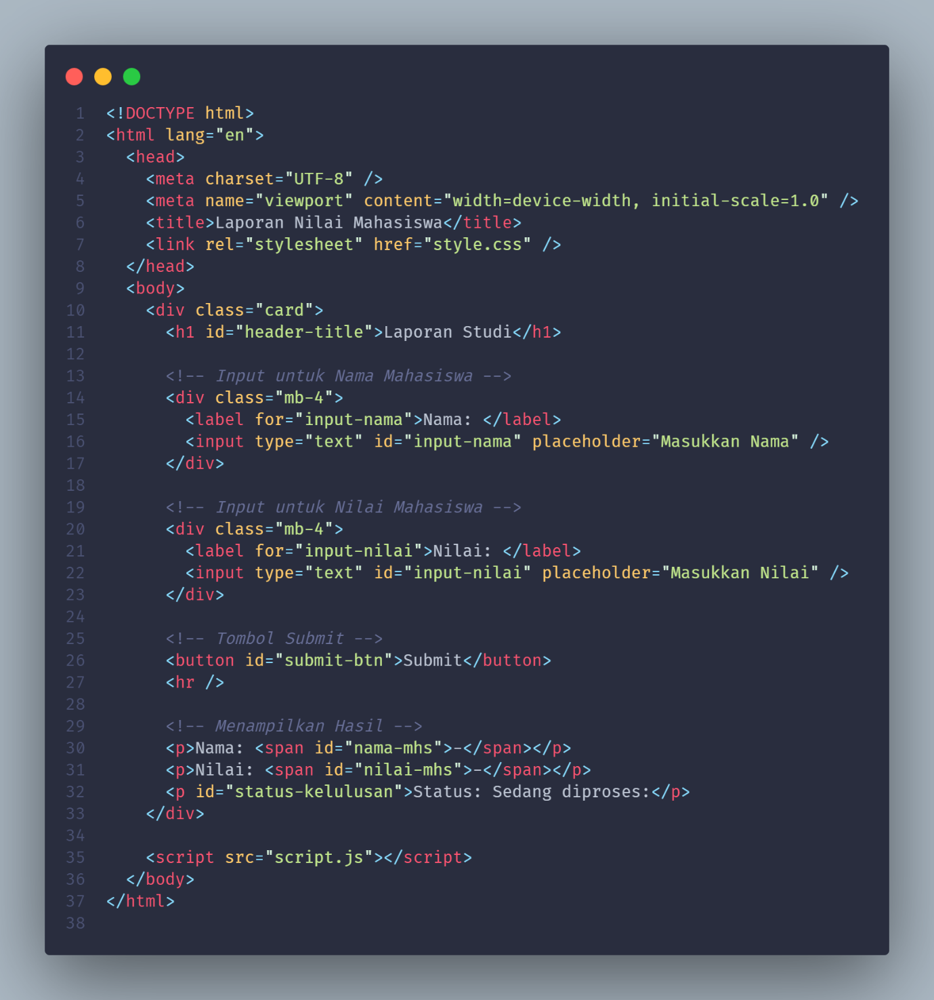 1 <!DOCTYPE html>
2 <html lang="en">
3   <head>
4     <meta charset="UTF-8" />
5     <meta name="viewport" content="width=device-width, initial-scale=1.0" />
6     <title>Laporan Nilai Mahasiswa</title>
7     <link rel="stylesheet" href="style.css" />
8   </head>
9   <body>
10     <div class="card">
11       <h1 id="header-title">Laporan Studi</h1>
12
13       <!-- Input untuk Nama Mahasiswa -->
14       <div class="mb-4">
15         <label for="input-nama">Nama: </label>
16         <input type="text" id="input-nama" placeholder="Masukkan Nama" />
17       </div>
18
19       <!-- Input untuk Nilai Mahasiswa -->
20       <div class="mb-4">
21         <label for="input-nilai">Nilai: </label>
22         <input type="text" id="input-nilai" placeholder="Masukkan Nilai" />
23       </div>
24
25       <!-- Tombol Submit -->
26       <button id="submit-btn">Submit</button>
27       <hr />
28
29       <!-- Menampilkan Hasil -->
30       <p>Nama: <span id="nama-mhs">-</span></p>
31       <p>Nilai: <span id="nilai-mhs">-</span></p>
32       <p id="status-kelulusan">Status: Sedang diproses:</p>
33     </div>
34
35     <script src="script.js"></script>
36   </body>
37 </html>
38